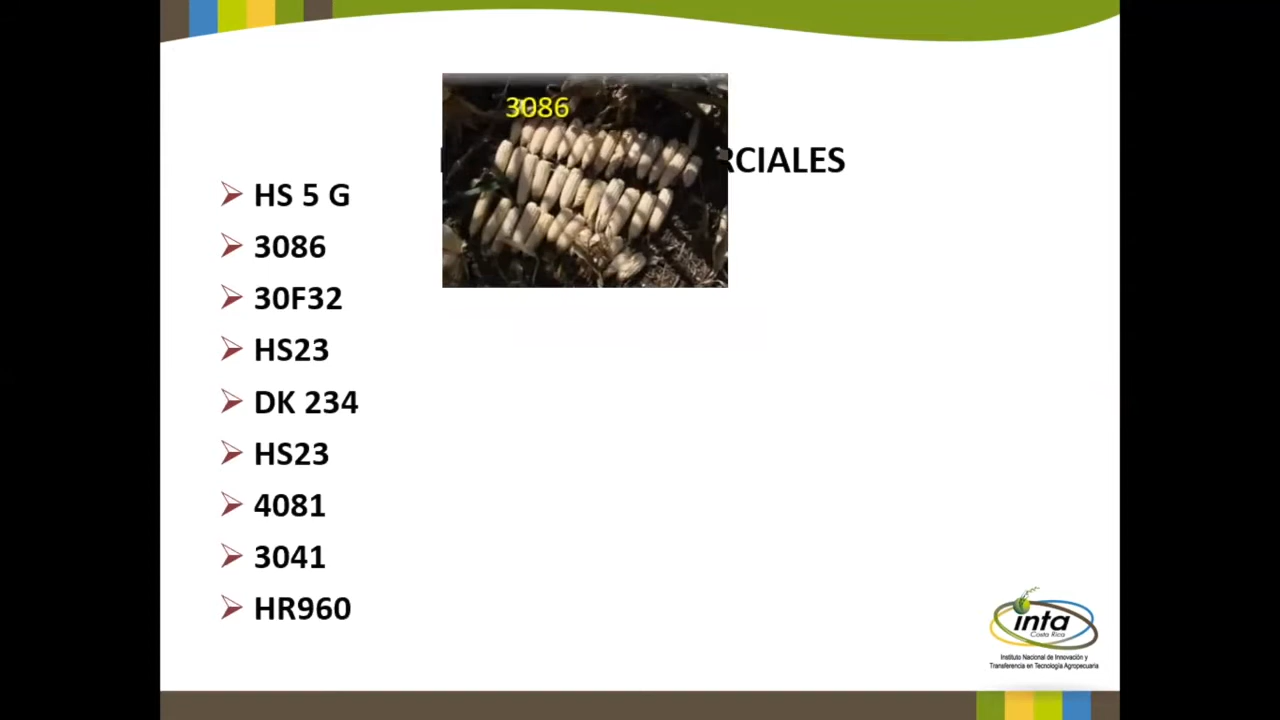 3086
RCIALES
HS 5 G
3086
30F32
HS23
DK 234
HS23
4081
3041
HR960
inta
Costa Rica
Instituto Nacional de Innovación y
Transferencia en Tecnología Agropecuaria